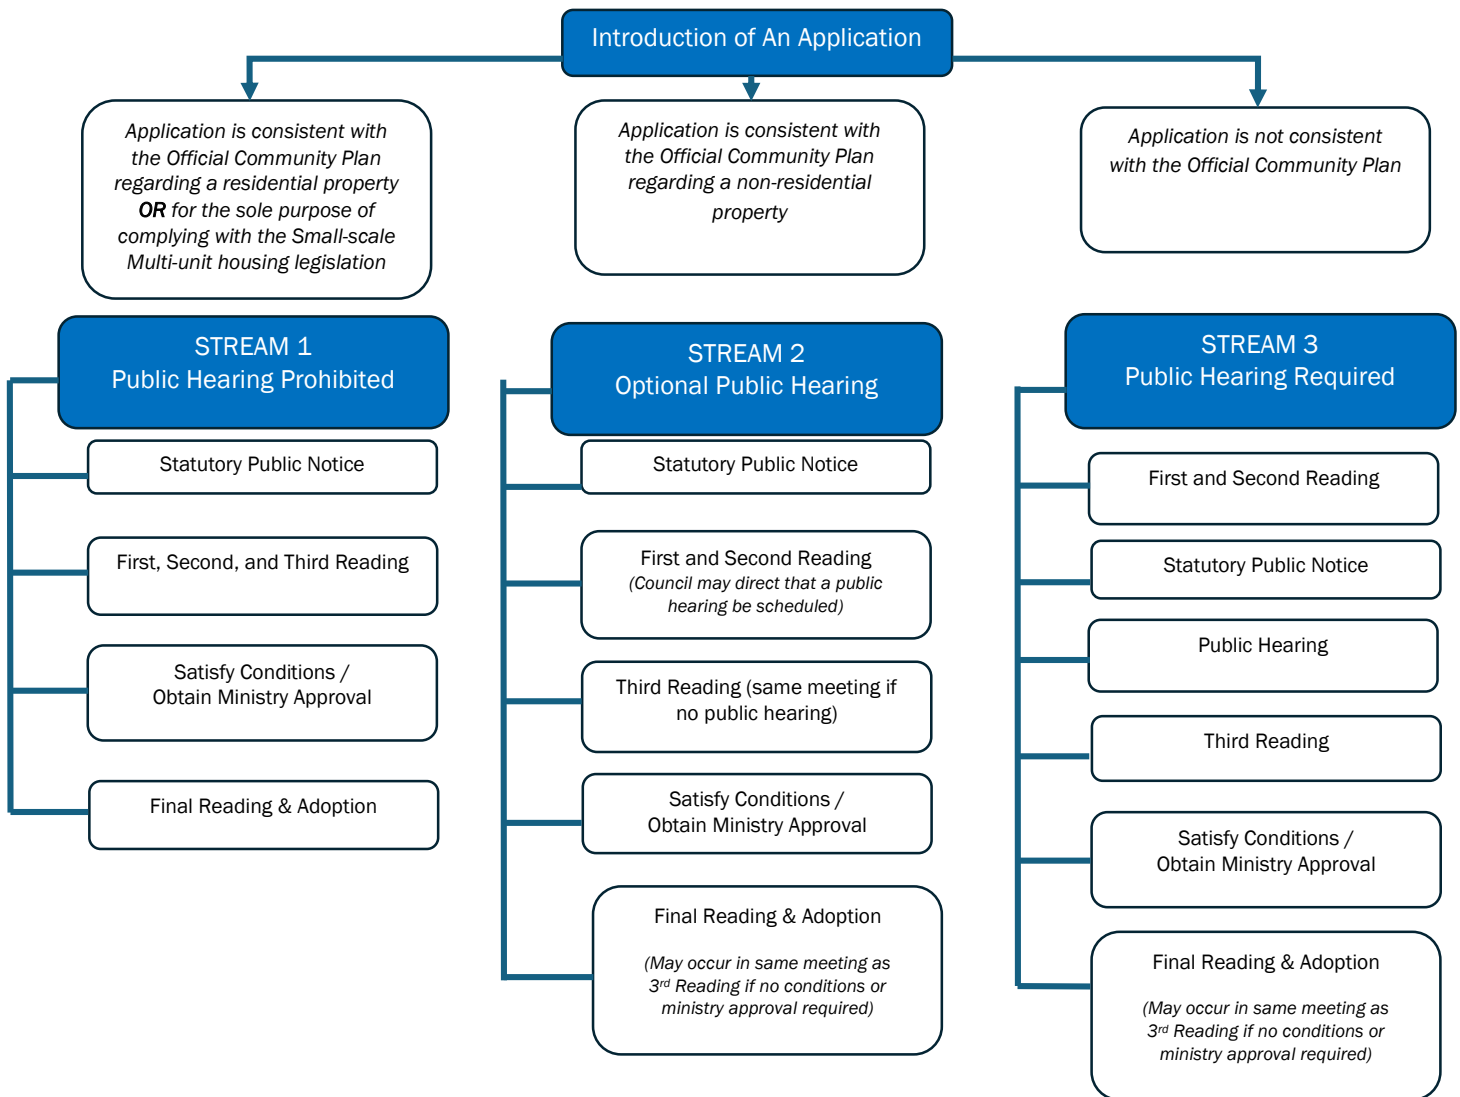 Introduction of An Application
Application is consistent with
the Official Community Plan
regarding a residential property
OR for the sole purpose of
complying with the Small-scale
Multi-unit housing legislation
Application is consistent with
the Official Community Plan
regarding a non-residential
property
Application is not consistent
with the Official Community Plan
STREAM 1
Public Hearing Prohibited
Statutory Public Notice
First, Second, and Third Reading
Satisfy Conditions /
Obtain Ministry Approval
Final Reading & Adoption
STREAM 2
Optional Public Hearing
Statutory Public Notice
First and Second Reading
(Council may direct that a public
hearing be scheduled)
Third Reading (same meeting if
no public hearing)
Satisfy Conditions /
Obtain Ministry Approval
Final Reading & Adoption
(May occur in same meeting as
3rd Reading if no conditions or
ministry approval required)
STREAM 3
Public Hearing Required
First and Second Reading
Statutory Public Notice
Public Hearing
Third Reading
Satisfy Conditions /
Obtain Ministry Approval
Final Reading & Adoption
(May occur in same meeting as
3rd Reading if no conditions or
ministry approval required)